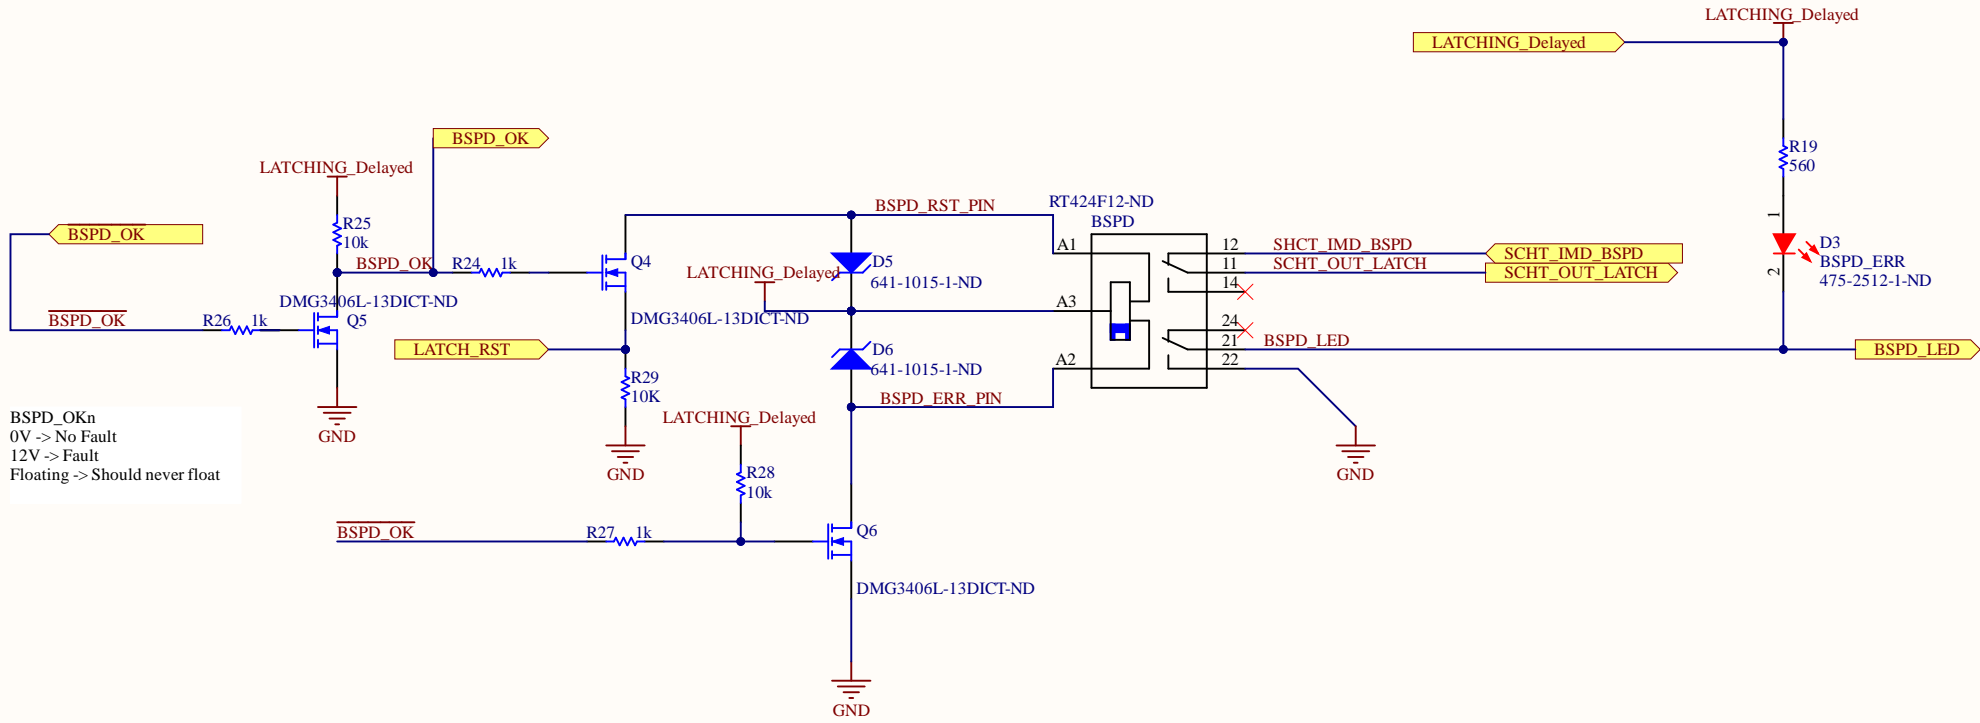 LATCHING_Delayed
LATCHING_Delayed
BSPD_OK
LATCHING_Delayed
R19
560
RT424F12-ND
BSPD_RST_PIN
BSPD
BSPD_OK
R25
10k
1
A1
12
SHCT_IMD_BSPD
SCHT_IMD_BSPD
D3
BSPD_ERR
475-2512-1-ND
BSPD_OK
R24
1k
Q4
LATCHING_Delayed
D5
641-1015-1-ND
11
SCHT_OUT_LATCH
SCHT_OUT_LATCH
2
14
DMG3406L-13DICT-ND
Q5
A3
BSPD_OK
R26
1k
DMG3406L-13DICT-ND
24
LATCH_RST
D6
641-1015-1-ND
21
BSPD_LED
BSPD_LED
A2
22
R29
10K
BSPD_ERR_PIN
BSPD_OKn
0V -> No Fault
12V -> Fault
Floating -> Should never float
GND
LATCHING_Delayed
GND
GND
R28
10k
BSPD_OK
R27
1k
Q6
DMG3406L-13DICT-ND
GND